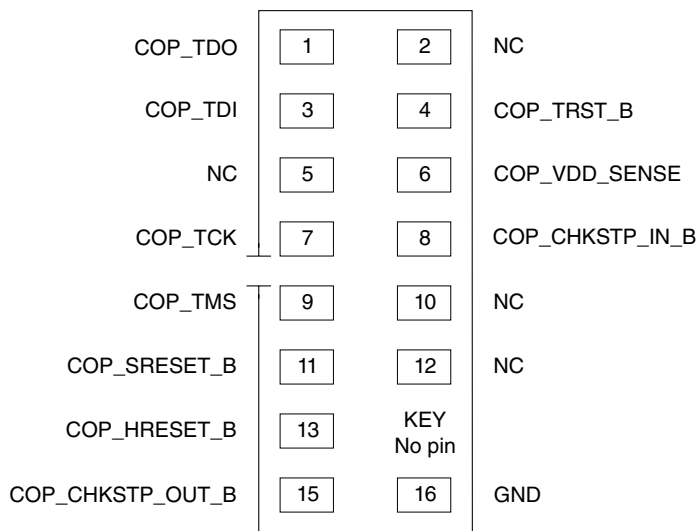 COP_TDO 1 2 NC
COP_TDI 3 4 COP_TRST_B
NC 5 6 COP_VDD_SENSE
COP_TCK 7 8 COP_CHKSTP_IN_B
COP_TMS 9 10 NC
COP_SRESET_B 11 12 NC
COP_HRESET_B 13 KEY
No pin
COP_CHKSTP_OUT_B 15 16 GND